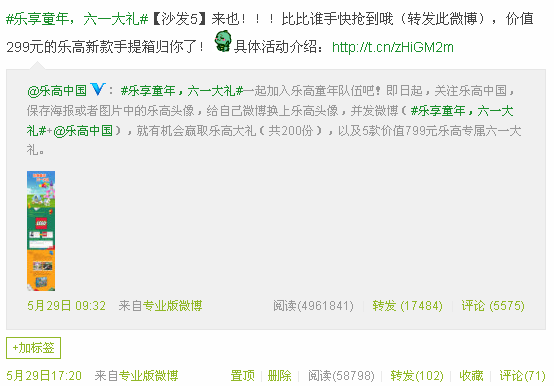 #乐享童年，六一大礼#【沙发5】来也！！！比比谁手快抢到哦（转发此微博），价值
299元的乐高新款手提箱归你了！具体活动介绍：http://t.cn/zHiGM2m
@乐高中国：#乐享童年，六一大礼#一起加入乐高童年队伍吧！即日起，关注乐高中国，
保存海报或者图片中的乐高头像，给自己微博换上乐高头像，并发微博（#乐享童年，六一大
礼#+@乐高中国），就有机会赢取乐高大礼（共200份），以及5款价值799元乐高专属六一大
礼。
LEGO
5月29日 09:32 来自专业版微博 阅读(4961841) | 转发 (17484) | 评论 (5575)
+加标签
5月29日17:20 来自专业版微博 置顶 | 删除 | 阅读(58798) | 转发(102) | 收藏 | 评论(71)